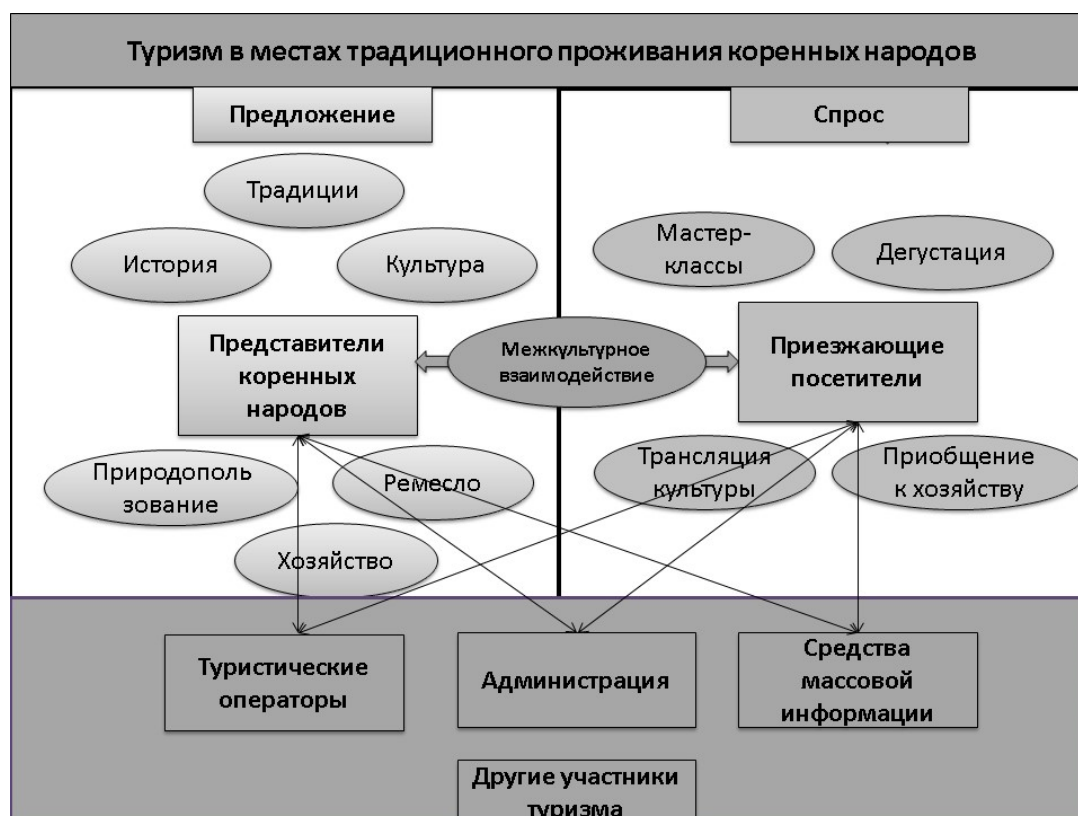 Туризм в местах традиционного проживания коренных народов
Предложение
Спрос
Традиции
История
Культура
Мастер-
классы
Дегустация
Представители
коренных
народов
Межкультурное
взаимодействие
Приезжающие
посетители
Природополь
зование
Ремесло
Хозяйство
Трансляция
культуры
Приобщение
к хозяйству
Туристические
операторы
Администрация
Средства
массовой
информации
Другие участники
туризма